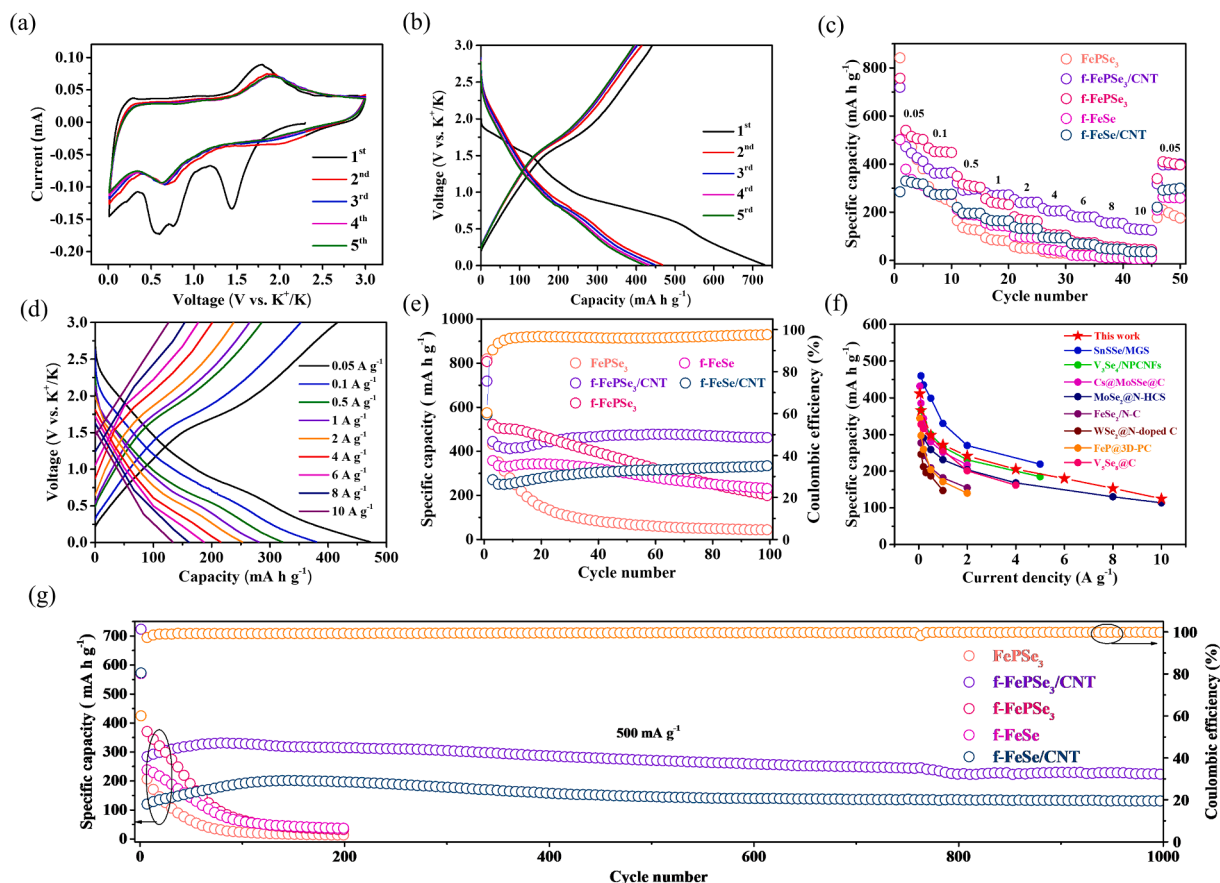 (a)
0.10
0.05
0.00
-0.05
-0.10
-0.15
-0.20
Current (mA)
1st
2nd
3rd
4th
5th
0.0 0.5 1.0 1.5 2.0 2.5 3.0
Voltage (V vs. K+/K)
(b)
3.0
2.5
2.0
1.5
1.0
0.5
0.0
Voltage (V vs. K+/K)
1st
2nd
3rd
4rd
5rd
0 100 200 300 400 500 600 700
Capacity (mA h g-1)
(c)
800
600
400
200
0
Specific capacity (mA h g-1)
FePSe3
f-FePSe3/CNT
f-FePSe3
f-FeSe
f-FeSe/CNT
0.05
0.1
0.5
1
2
4
6
8
10
0.05
0 10 20 30 40 50
Cycle number
(d)
3.0
2.5
2.0
1.5
1.0
0.5
0.0
Voltage (V vs. K+/K)
0.05 A g-1
0.1 A g-1
0.5 A g-1
1 A g-1
2 A g-1
4 A g-1
6 A g-1
8 A g-1
10 A g-1
0 100 200 300 400 500
Capacity (mA h g-1)
(e)
1000
800
600
400
200
0
Specific capacity ( mA h g-1)
FePSe3
f-FePSe3/CNT
f-FePSe3
f-FeSe
f-FeSe/CNT
100
80
60
40
20
0
Coulombic efficiency (%)
0 20 40 60 80 100
Cycle number
(f)
600
500
400
300
200
100
0
Specific capacity (mA h g-1)
This work
SnSSe/MGS
V3Se4/NPCNFs
Cs@MoSSe@C
MoSe2@N-HCS
FeSe2/N-C
WSe2@N-doped C
FeP@3D-PC
V5Se8@C
0 2 4 6 8 10
Current dencity (A g-1)
(g)
700
600
500
400
300
200
100
0
Specific capacity ( mA h g-1)
500 mA g-1
FePSe3
f-FePSe3/CNT
f-FePSe3
f-FeSe
f-FeSe/CNT
100
80
60
40
20
0
Coulombic efficiency (%)
0 200 400 600 800 1000
Cycle number